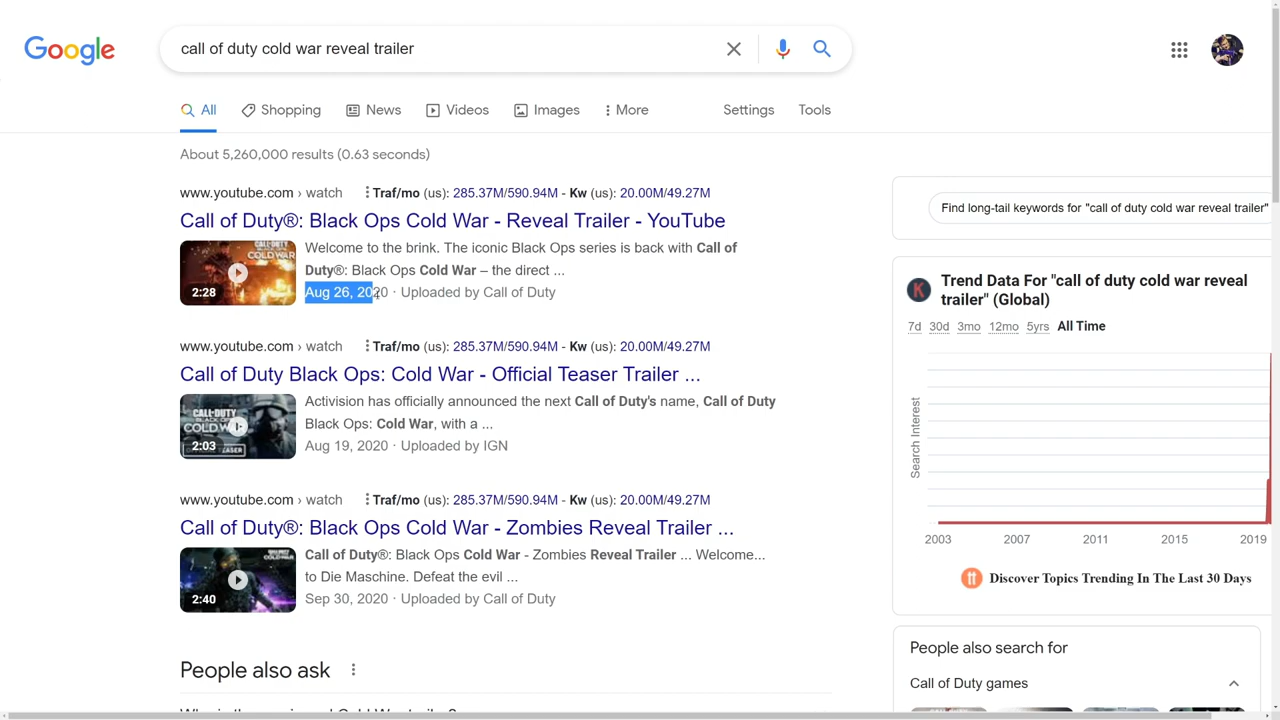 Google
call of duty cold war reveal trailer
All
Shopping
News
Videos
Images
More
Settings
Tools
About 5,260,000 results (0.63 seconds)
www.youtube.com › watch Traf/mo (us): 285.37M/590.94M - Kw (us): 20.00M/49.27M
Call of Duty®: Black Ops Cold War - Reveal Trailer - YouTube
CALL OF DUTY
COLD WAR
2:28
Welcome to the brink. The iconic Black Ops series is back with Call of
Duty®: Black Ops Cold War – the direct ...
Aug 26, 2020 · Uploaded by Call of Duty
www.youtube.com › watch Traf/mo (us): 285.37M/590.94M - Kw (us): 20.00M/49.27M
Call of Duty Black Ops: Cold War - Official Teaser Trailer ...
CALL·DUTY
2:03
Activision has officially announced the next Call of Duty's name, Call of Duty
Black Ops: Cold War, with a ...
Aug 19, 2020 · Uploaded by IGN
www.youtube.com › watch Traf/mo (us): 285.37M/590.94M - Kw (us): 20.00M/49.27M
Call of Duty®: Black Ops Cold War - Zombies Reveal Trailer ...
COLD WAR
2:40
Call of Duty®: Black Ops Cold War - Zombies Reveal Trailer ... Welcome...
to Die Maschine. Defeat the evil ...
Sep 30, 2020 · Uploaded by Call of Duty
People also ask
Find long-tail keywords for "call of duty cold war reveal trailer"
K
Trend Data For "call of duty cold war reveal
trailer" (Global)
7d 30d 3mo 12mo 5yrs All Time
Search Interest
2003 2007 2011 2015 2019
Discover Topics Trending In The Last 30 Days
People also search for
Call of Duty games